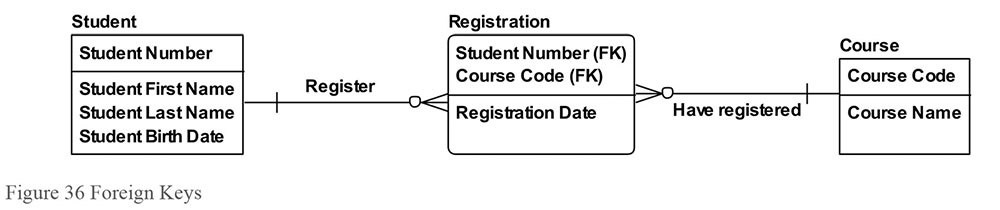 Student
Student Number
Student First Name
Student Last Name
Student Birth Date
Register
Registration
Student Number (FK)
Course Code (FK)
Registration Date
Have registered
Course
Course Code
Course Name
Figure 36 Foreign Keys